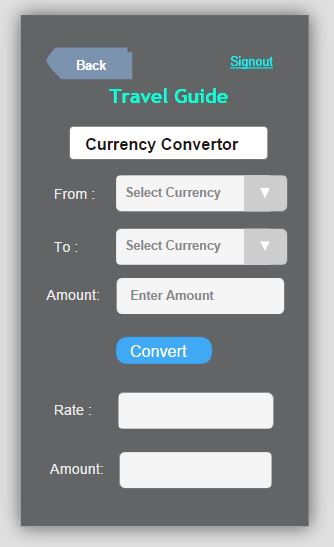 Back
Signout
Travel Guide
Currency Convertor
From : Select Currency ▼
To : Select Currency ▼
Amount: Enter Amount
Convert
Rate :
Amount: